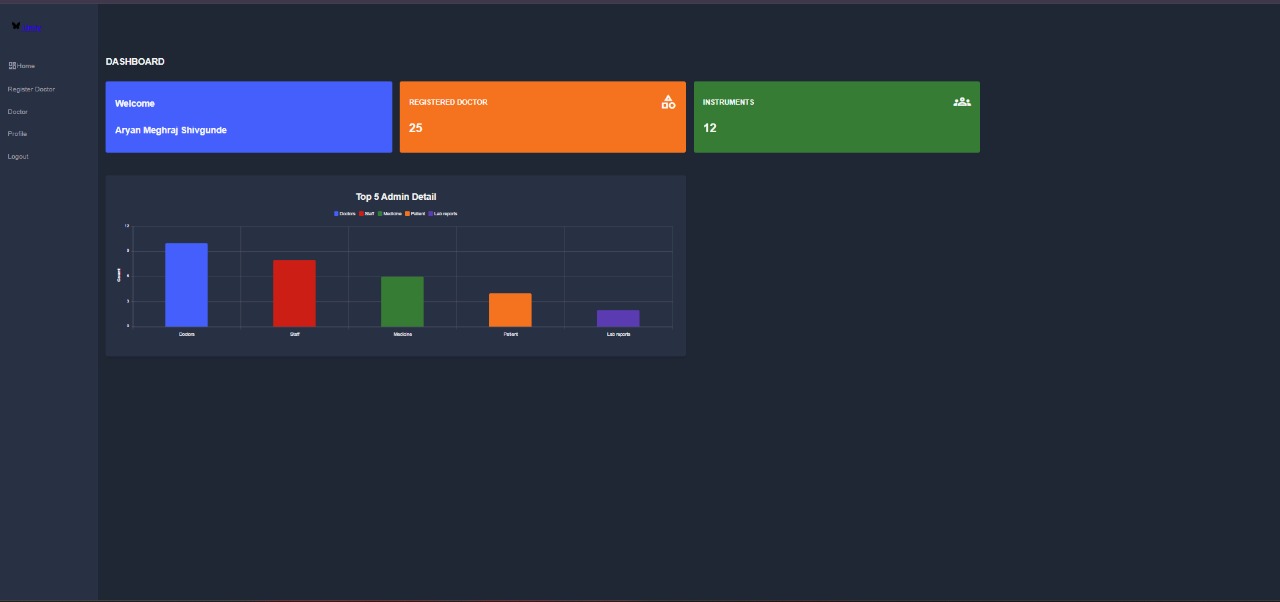 Home
Register Doctor
Doctor
Profile
Logout
DASHBOARD
Welcome
Aryan Meghraj Shivgunde
REGISTERED DOCTOR
25
INSTRUMENTS
12
Top 5 Admin Detail
Doctors Staff Medicine Patient Lab reports
12
9
6
3
0
Count
Doctors Staff Medicine Patient Lab reports